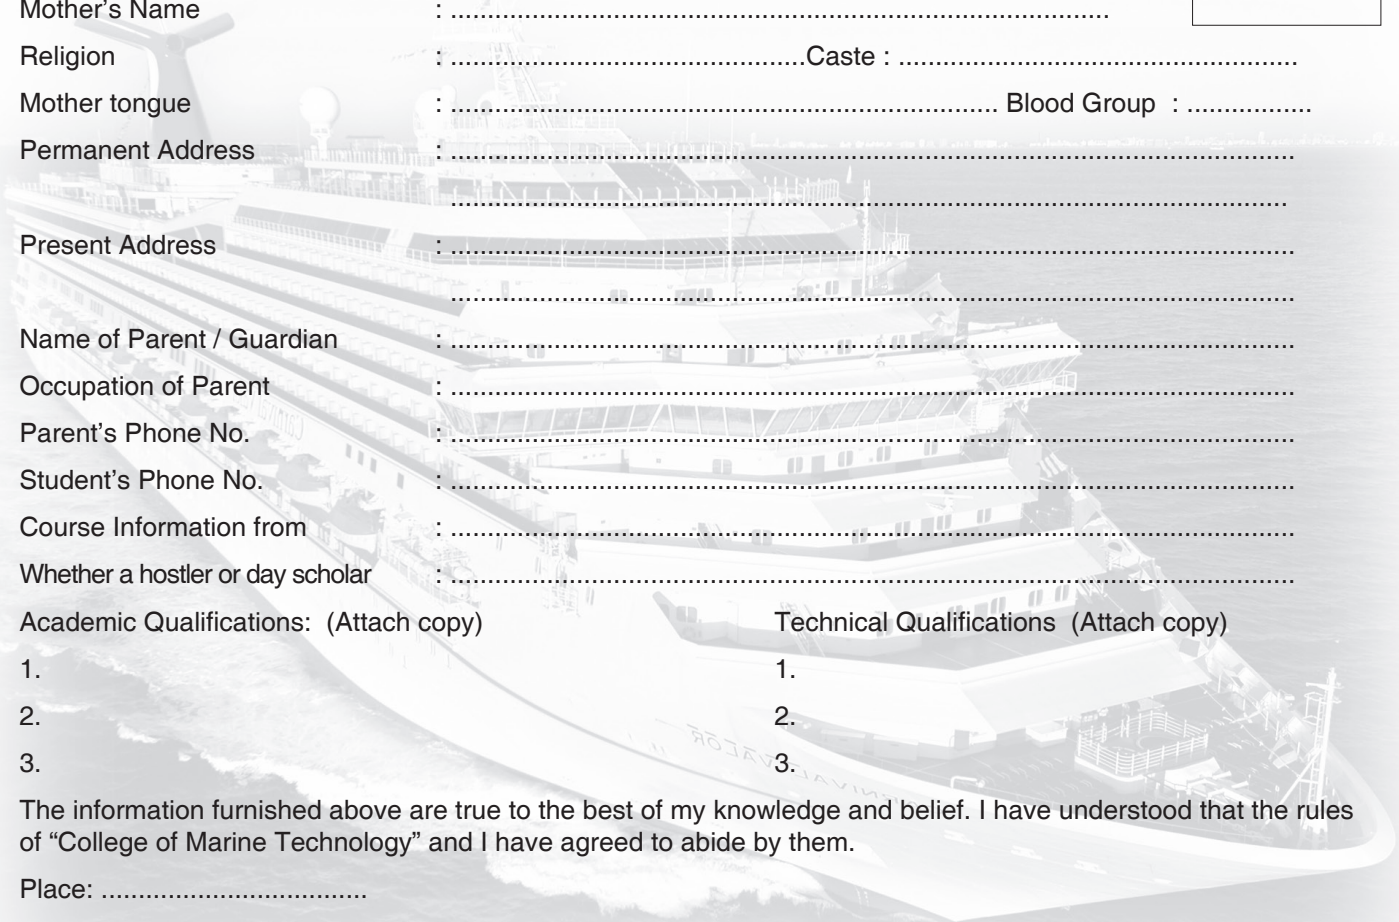 Mother's Name : ........................................................................................
Religion : ...............................................Caste : .....................................................
Mother tongue : ......................................................................... Blood Group : .................
Permanent Address : .................................................................................................................
................................................................................................................
Present Address : .................................................................................................................
.................................................................................................................
Name of Parent / Guardian : .................................................................................................................
Occupation of Parent : .................................................................................................................
Parent's Phone No. : .................................................................................................................
Student's Phone No. : .................................................................................................................
Course Information from : .................................................................................................................
Whether a hostler or day scholar : .................................................................................................................
Academic Qualifications: (Attach copy) Technical Qualifications (Attach copy)
1. 1.
2. 2.
3. 3.
The information furnished above are true to the best of my knowledge and belief. I have understood that the rules
of “College of Marine Technology” and I have agreed to abide by them.
Place: ....................................